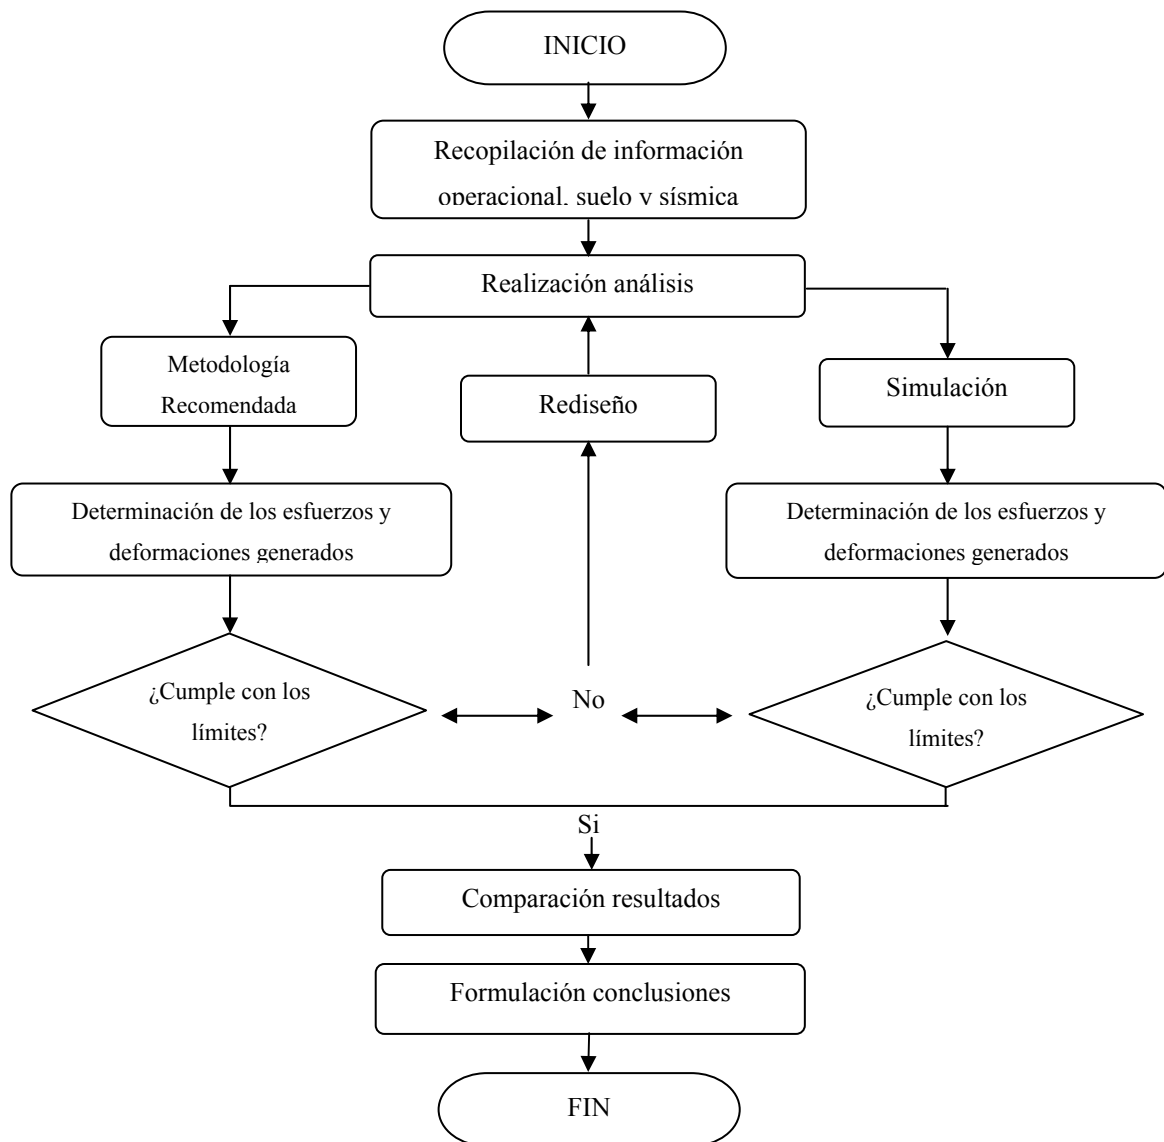 INICIO
Recopilación de información
operacional, suelo y sísmica
Realización análisis
Metodología
Recomendada
Rediseño
Simulación
Determinación de los esfuerzos y
deformaciones generados
Determinación de los esfuerzos y
deformaciones generados
¿Cumple con los
límites?
No
¿Cumple con los
límites?
Si
Comparación resultados
Formulación conclusiones
FIN